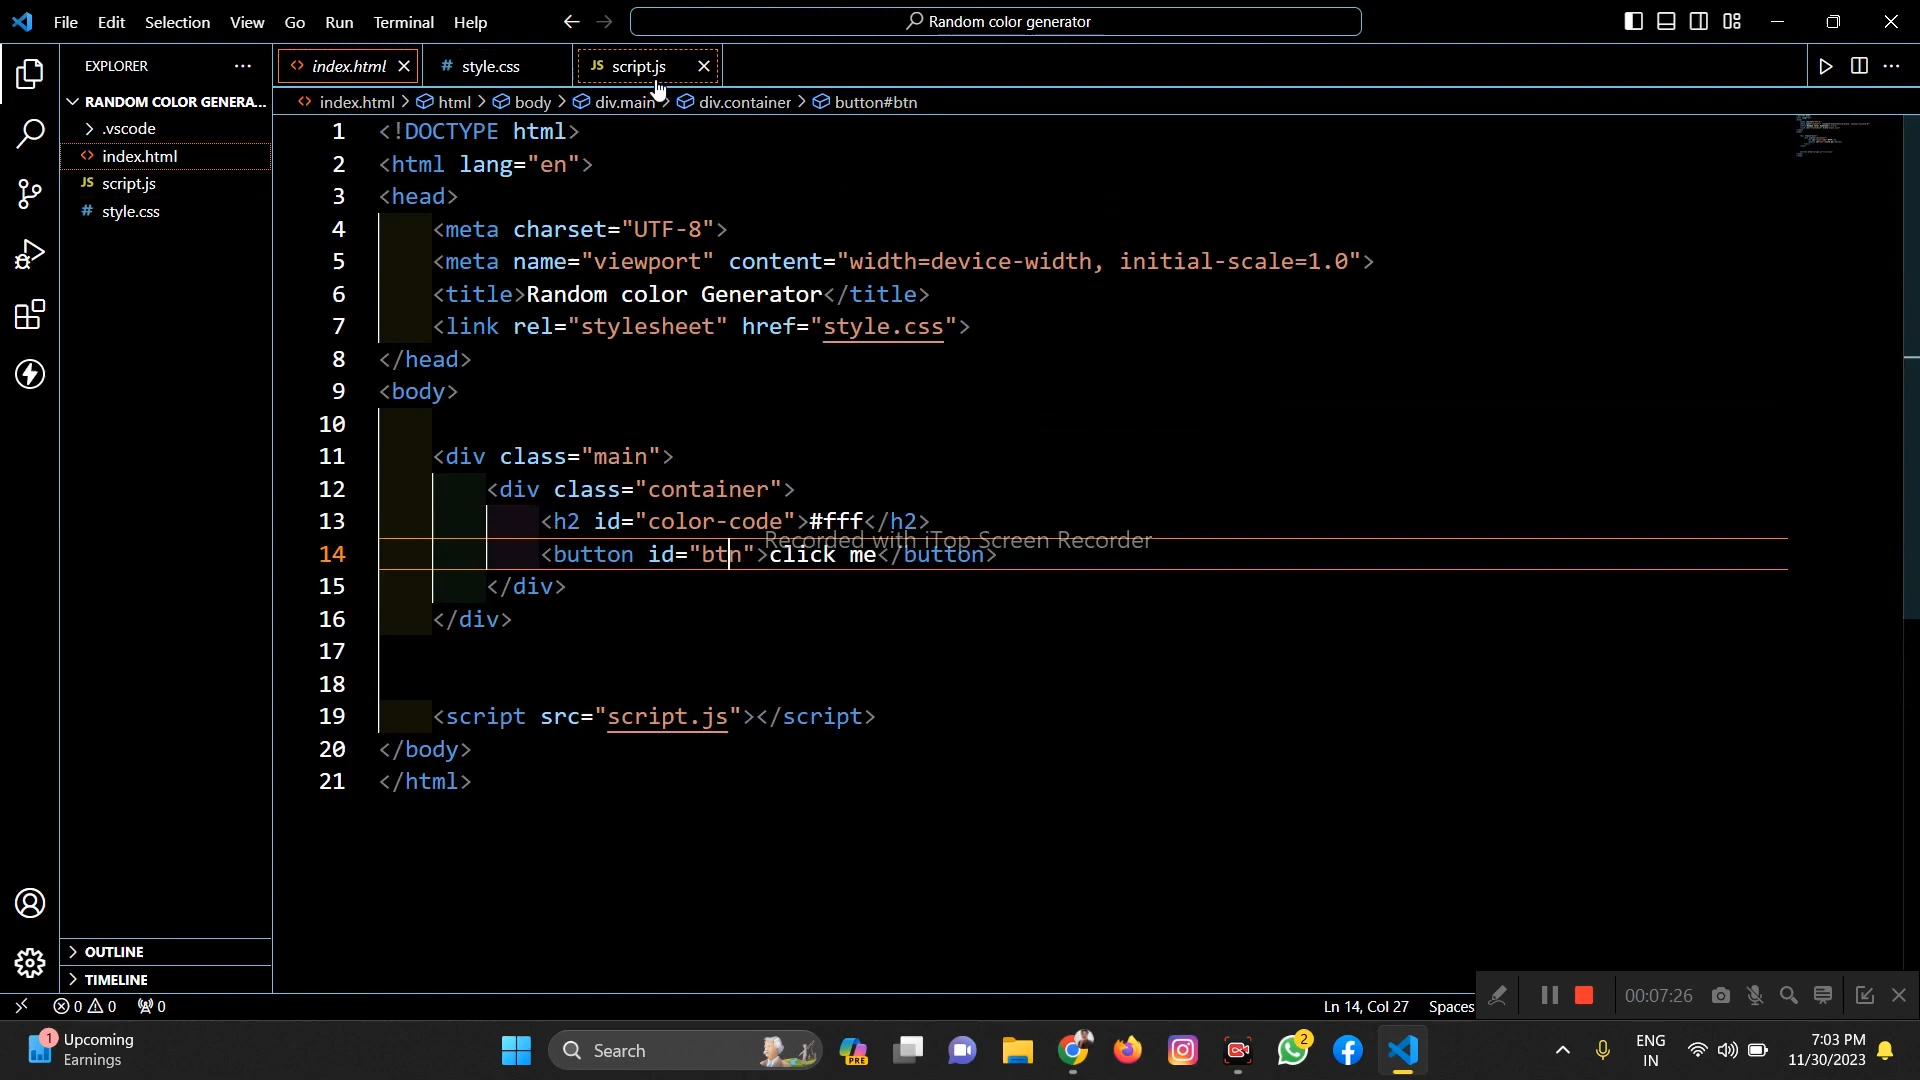 File Edit Selection View Go Run Terminal Help
Random color generator
EXPLORER
index.html
# style.css
JS script.js
RANDOM COLOR GENERA...
index.html > html > body > div.main > div.container > button#btn
.vscode
index.html
JS script.js
# style.css
1 <!DOCTYPE html>
2 <html lang="en">
3 <head>
4 <meta charset="UTF-8">
5 <meta name="viewport" content="width=device-width, initial-scale=1.0">
6 <title>Random color Generator</title>
7 <link rel="stylesheet" href="style.css">
8 </head>
9 <body>
10
11 <div class="main">
12 <div class="container">
13 <h2 id="color-code">#fff</h2>
Recorded with iTop Screen Recorder
14 <button id="btn">click me</button>
15 </div>
16 </div>
17
18
19 <script src="script.js"></script>
20 </body>
21 </html>
OUTLINE
TIMELINE
0 0 0
Ln 14, Col 27 Spaces
00:07:26
1 Upcoming
Earnings
Search
PRE
2
ENG
IN
7:03 PM
11/30/2023